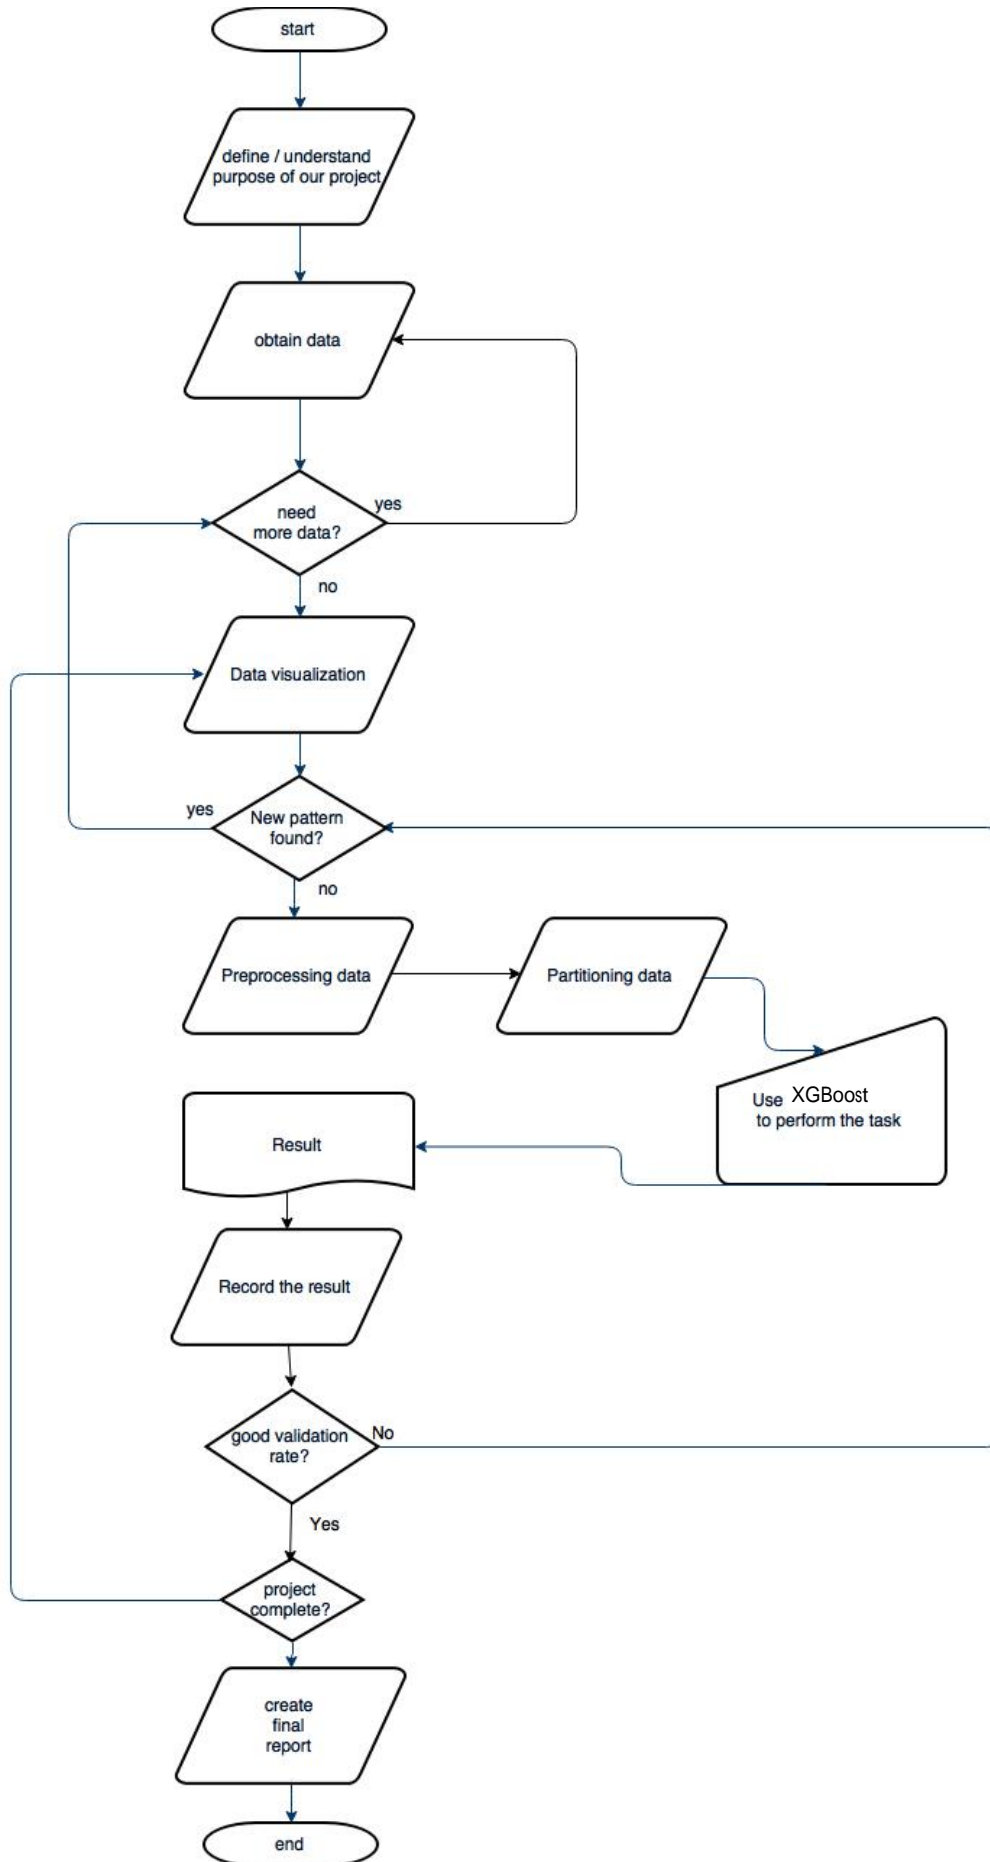 start
define / understand
purpose of our project
obtain data
need
more data?
yes
no
Data visualization
New pattern
found?
yes
no
Preprocessing data
Partitioning data
Use XGBoost
to perform the task
Result
Record the result
good validation
rate?
No
Yes
project
complete?
create
final
report
end